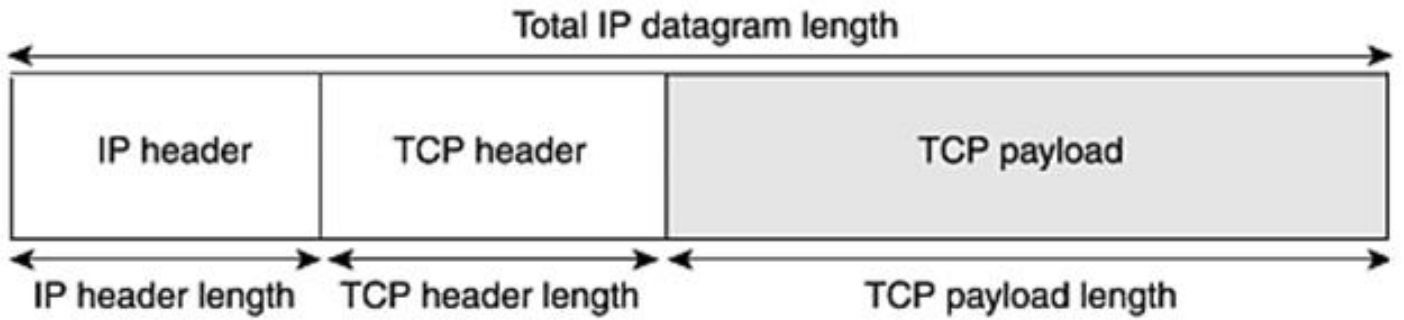 Total IP datagram length
IP header TCP header TCP payload
IP header length TCP header length TCP payload length